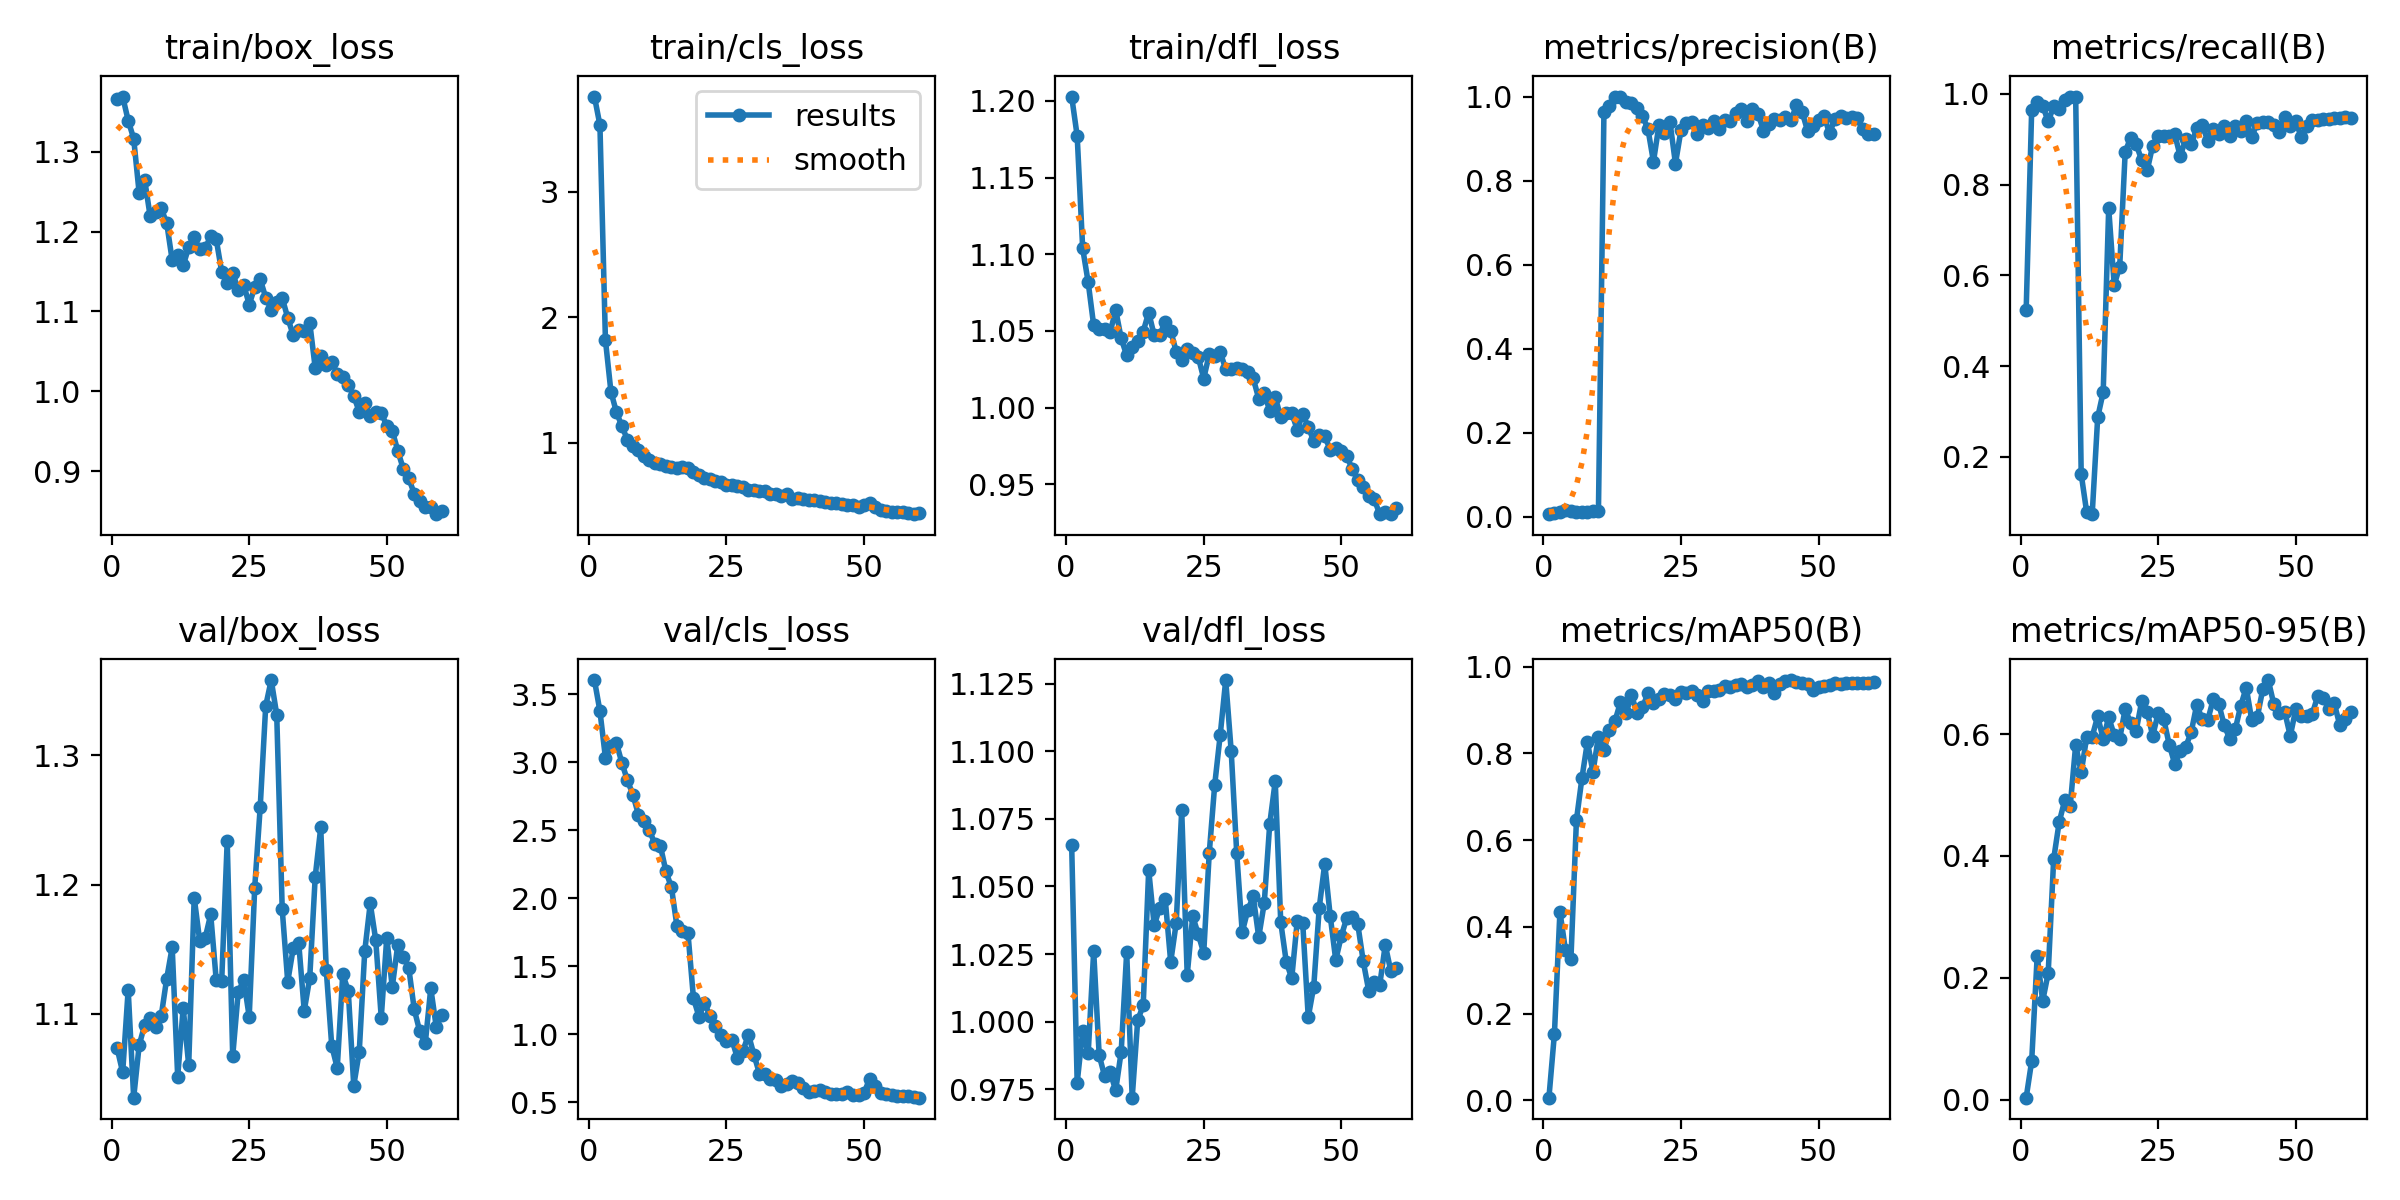 train/box_loss
1.3
1.2
1.1
1.0
0.9
0 25 50
train/cls_loss
results
smooth
3
2
1
0 25 50
train/dfl_loss
1.20
1.15
1.10
1.05
1.00
0.95
0 25 50
metrics/precision(B)
1.0
0.8
0.6
0.4
0.2
0.0
0 25 50
metrics/recall(B)
1.0
0.8
0.6
0.4
0.2
0 25 50
val/box_loss
1.3
1.2
1.1
0 25 50
val/cls_loss
3.5
3.0
2.5
2.0
1.5
1.0
0.5
0 25 50
val/dfl_loss
1.125
1.100
1.075
1.050
1.025
1.000
0.975
0 25 50
metrics/mAP50(B)
1.0
0.8
0.6
0.4
0.2
0.0
0 25 50
metrics/mAP50-95(B)
0.6
0.4
0.2
0.0
0 25 50